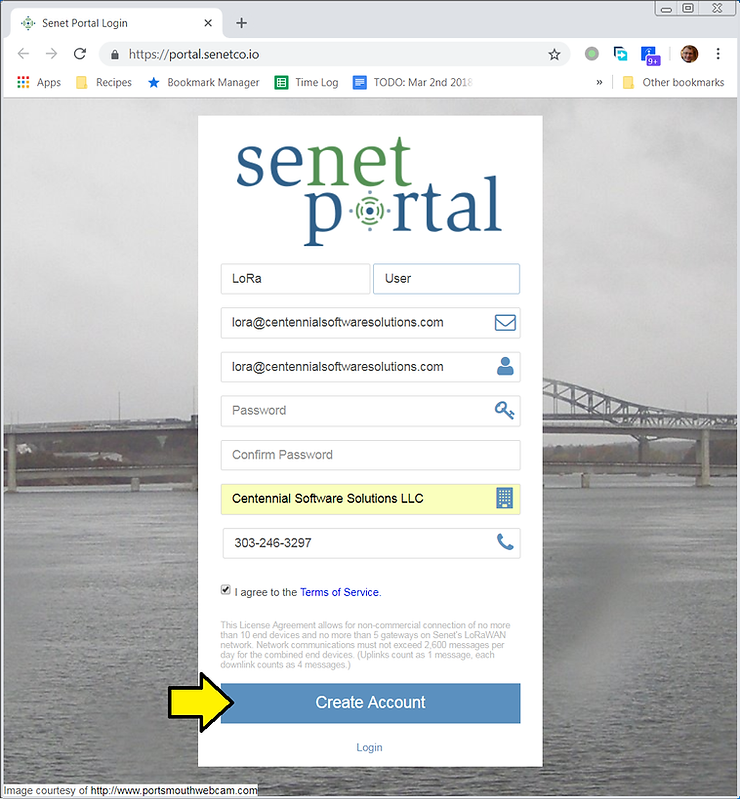 Senet Portal Login
https://portal.senetco.io
9+
Apps Recipes Bookmark Manager Time Log TODO: Mar 2nd 2018 » Other bookmarks
senet
portal
LoRa User
lora@centennialsoftwaresolutions.com
lora@centennialsoftwaresolutions.com
Password
Confirm Password
Centennial Software Solutions LLC
303-246-3297
I agree to the Terms of Service.
This License Agreement allows for non-commercial connection of no more
than 10 end devices and no more than 5 gateways on Senet's LoRaWAN
network. Network communications must not exceed 2,600 messages per
day for the combined end devices. (Uplinks count as 1 message, each
downlink counts as 4 messages.)
Create Account
Login
Image courtesy of http://www.portsmouthwebcam.com